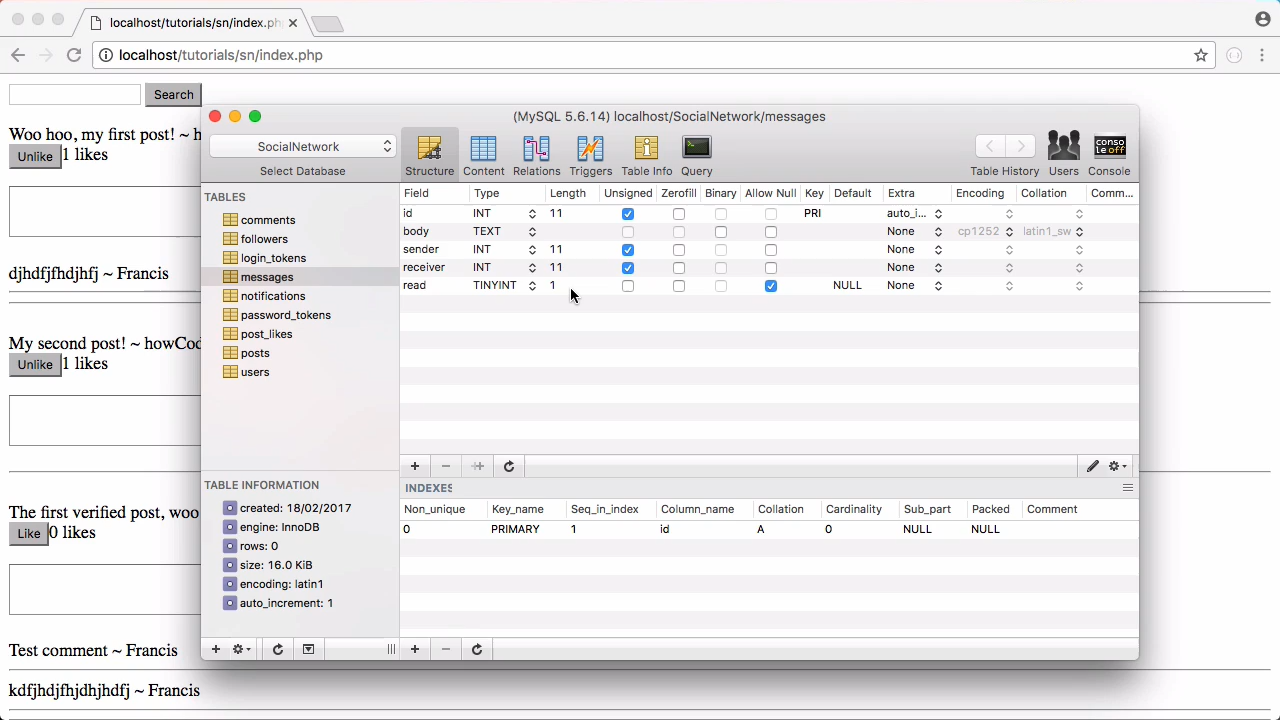 localhost/tutorials/sn/index.ph
localhost/tutorials/sn/index.php
Search
Woo hoo, my first post! ~ h
Unlike 1 likes
djhdfjfhdjhfj ~ Francis
My second post! ~ howCod
Unlike 1 likes
The first verified post, woo
Like 0 likes
Test comment ~ Francis
kdfjhdjfhjdhjhdfj ~ Francis
(MySQL 5.6.14) localhost/SocialNetwork/messages
SocialNetwork
Select Database
Structure Content Relations Triggers Table Info Query
conso
le off
Table History Users Console
TABLES
comments
followers
login_tokens
messages
notifications
password_tokens
post_likes
posts
users
TABLE INFORMATION
created: 18/02/2017
engine: InnoDB
rows: 0
size: 16.0 KiB
encoding: latin1
auto_increment: 1
Field Type Length Unsigned Zerofill Binary Allow Null Key Default Extra Encoding Collation Comm...
id INT 11 PRI auto_i...
body TEXT None cp1252 latin1_sw
sender INT 11 None
receiver INT 11 None
read TINYINT 1 NULL None
INDEXES
Non_unique Key_name Seq_in_index Column_name Collation Cardinality Sub_part Packed Comment
0 PRIMARY 1 id A 0 NULL NULL